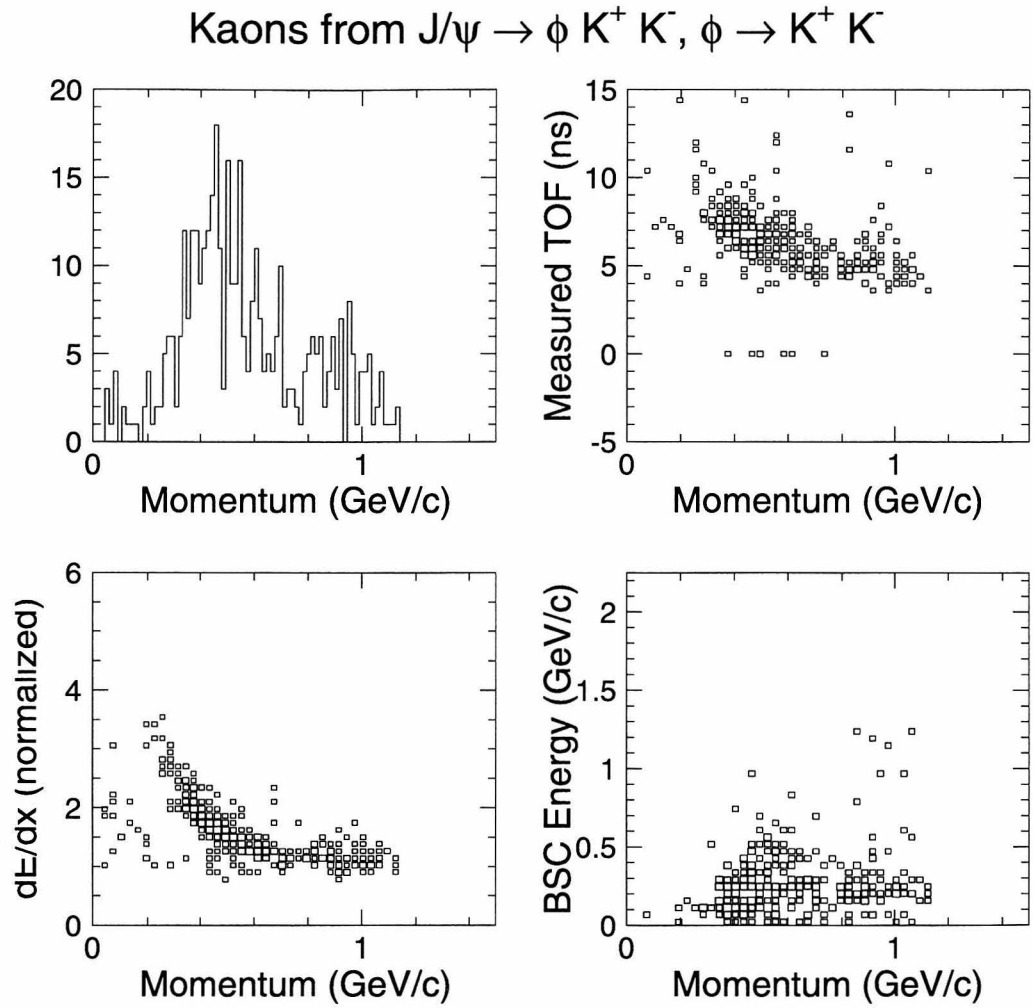 Kaons from J/ψ → ϕ K⁺ K⁻, ϕ → K⁺ K⁻
20
15
10
5
0
0 1
Momentum (GeV/c)
Measured TOF (ns)
15
10
5
0
-5
0 1
Momentum (GeV/c)
dE/dx (normalized)
6
4
2
0
0 1
Momentum (GeV/c)
BSC Energy (GeV/c)
2
1.5
1
0.5
0
0 1
Momentum (GeV/c)